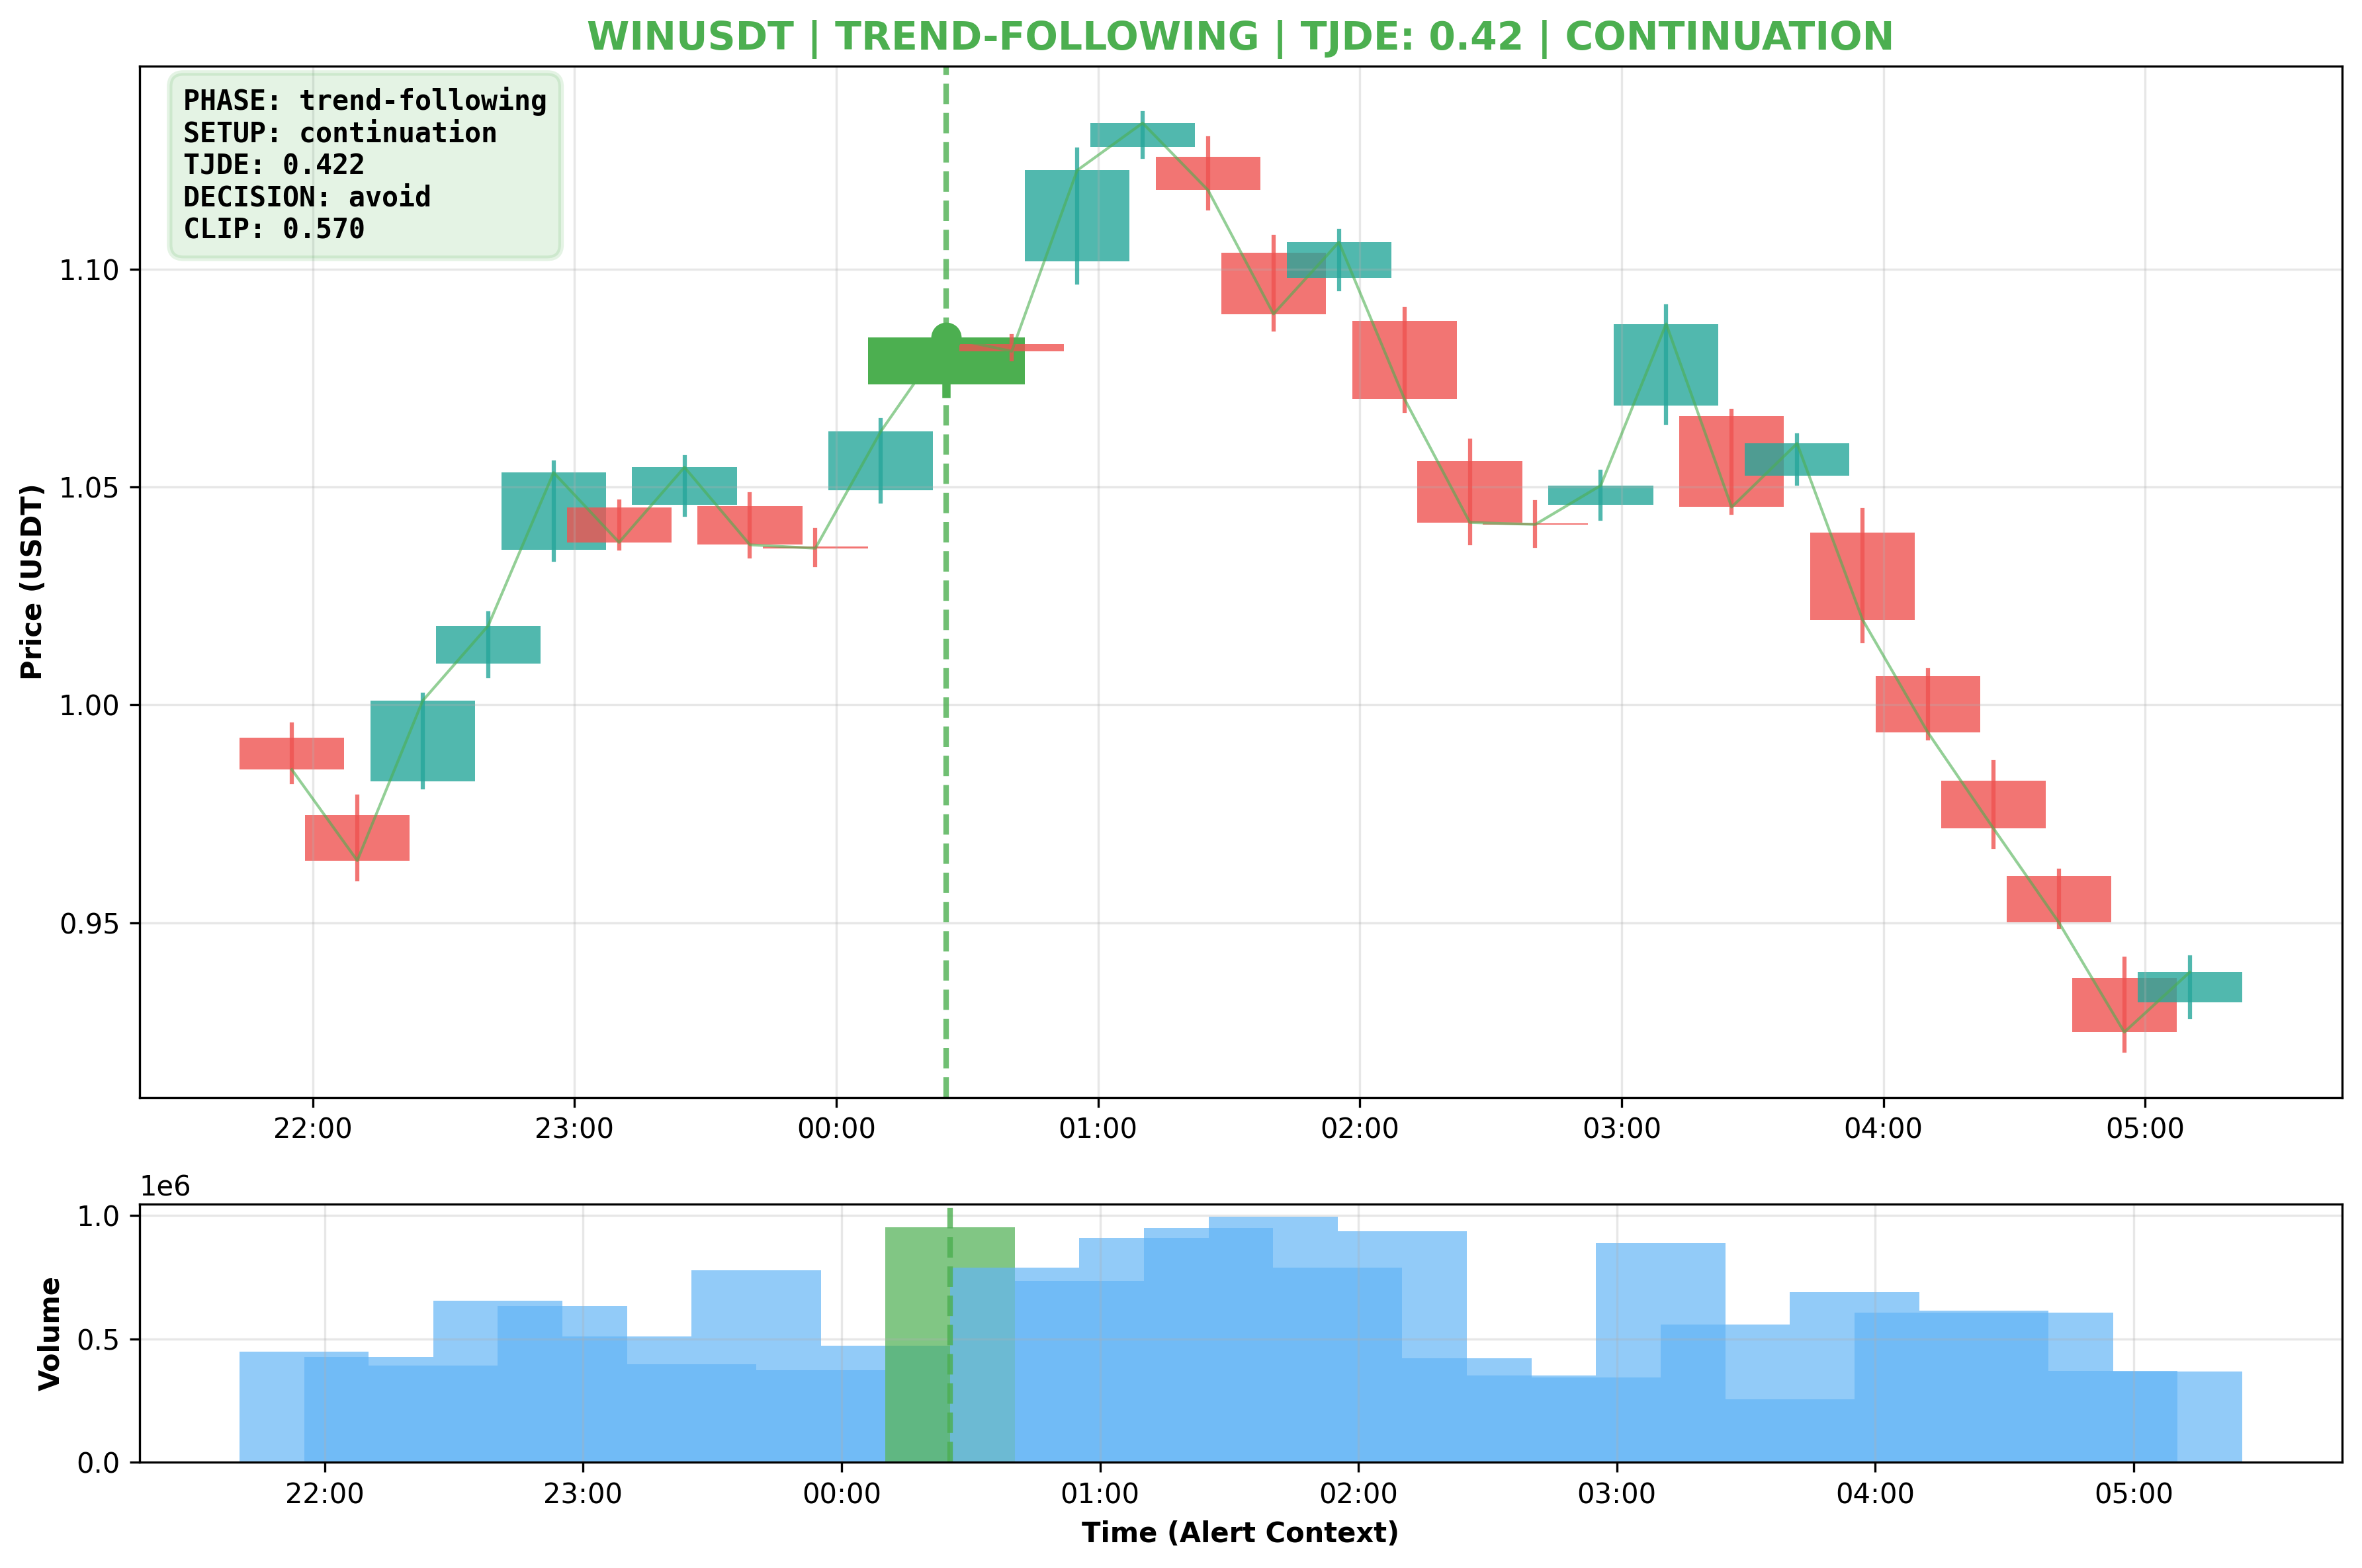 WINUSDT | TREND-FOLLOWING | TJDE: 0.42 | CONTINUATION
PHASE: trend-following
SETUP: continuation
TJDE: 0.422
DECISION: avoid
CLIP: 0.570
Price (USDT)
1.10
1.05
1.00
0.95
22:00 23:00 00:00 01:00 02:00 03:00 04:00 05:00
1e6
Volume
1.0
0.5
0.0
22:00 23:00 00:00 01:00 02:00 03:00 04:00 05:00
Time (Alert Context)